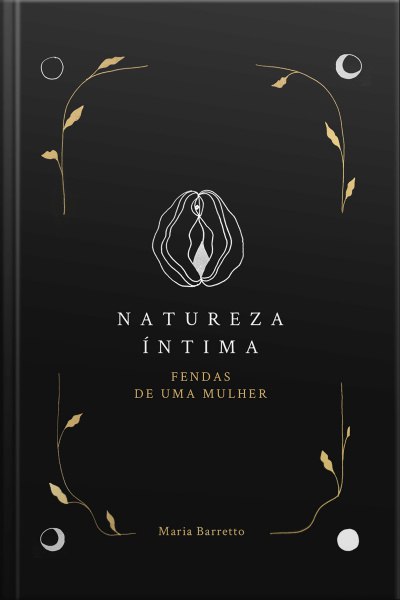 NATUREZA
ÍNTIMA
FENDAS
DE UMA MULHER
Maria Barretto